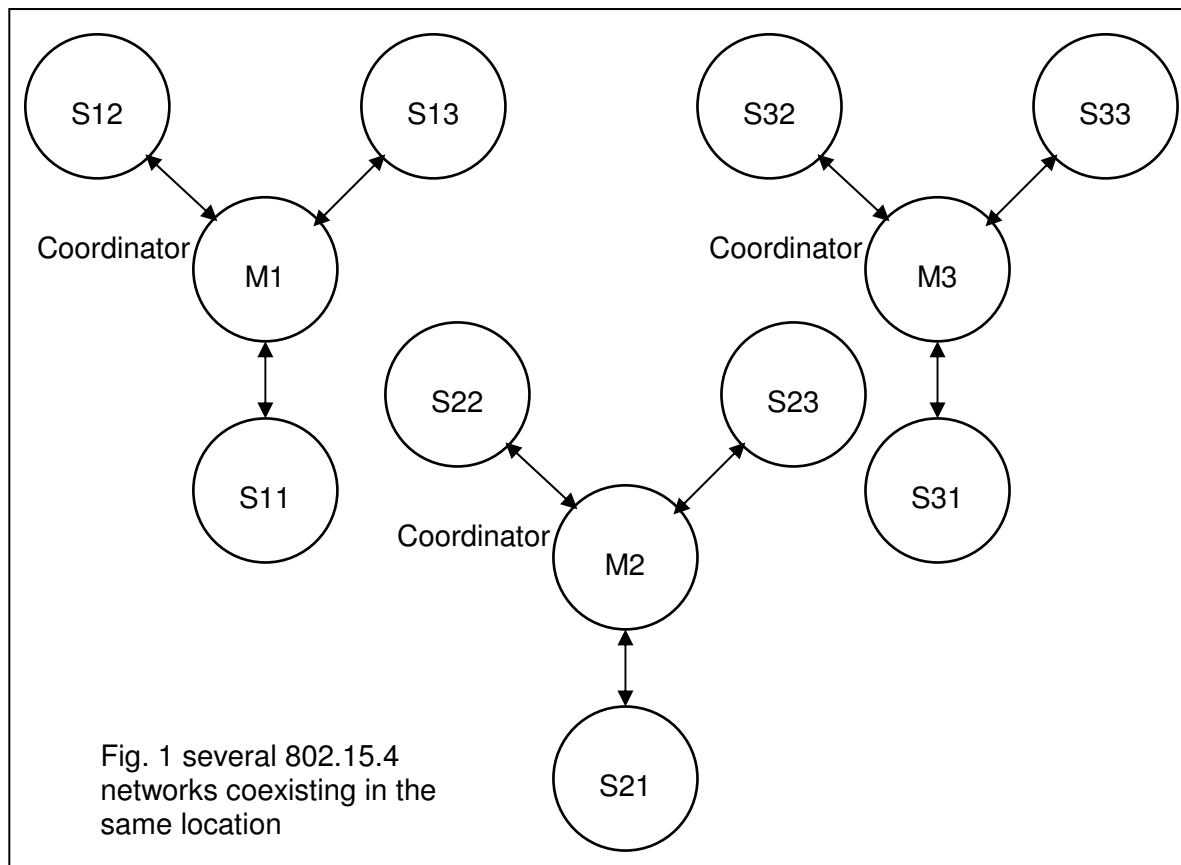 S12
S13
S32
S33
Coordinator
M1
Coordinator
M3
S22
S23
S11
S31
Coordinator
M2
S21
Fig. 1 several 802.15.4
networks coexisting in the
same location